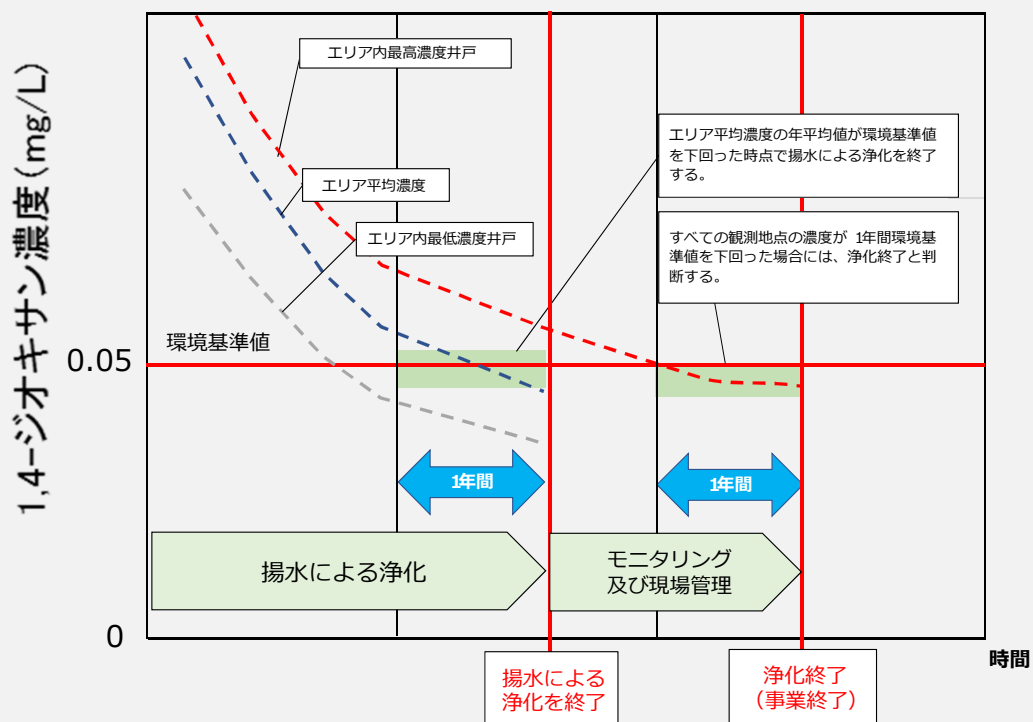 1,4-ジオキサン濃度(mg/L)
エリア内最高濃度井戸
エリア平均濃度
エリア内最低濃度井戸
エリア平均濃度の年平均値が環境基準値
を下回った時点で揚水による浄化を終了
する。
すべての観測地点の濃度が 1年間環境基
準値を下回った場合には、浄化終了と判
断する。
環境基準値
0.05
1年間
1年間
揚水による浄化
モニタリング
及び現場管理
0
時間
揚水による
浄化を終了
浄化終了
(事業終了)